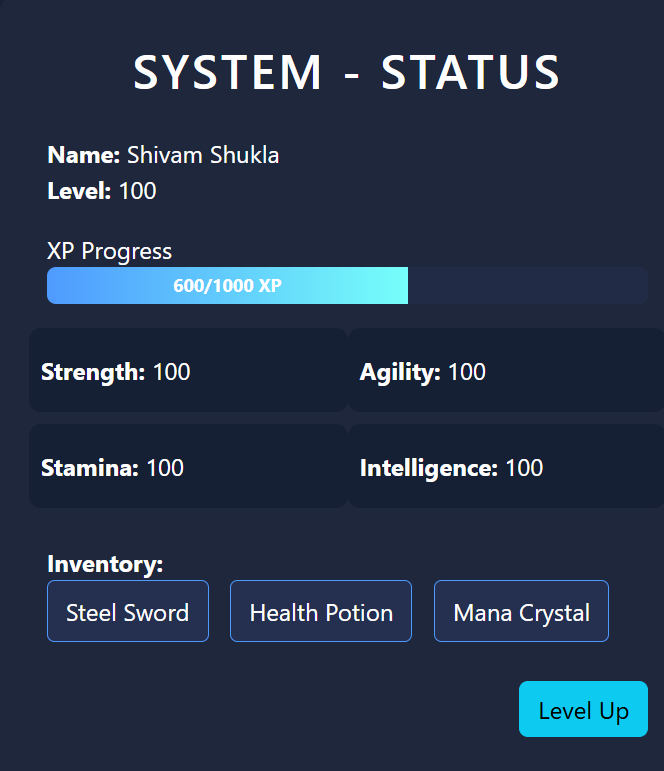 SYSTEM - STATUS
Name: Shivam Shukla
Level: 100
XP Progress
600/1000 XP
Strength: 100 Agility: 100
Stamina: 100 Intelligence: 100
Inventory:
Steel Sword Health Potion Mana Crystal
Level Up